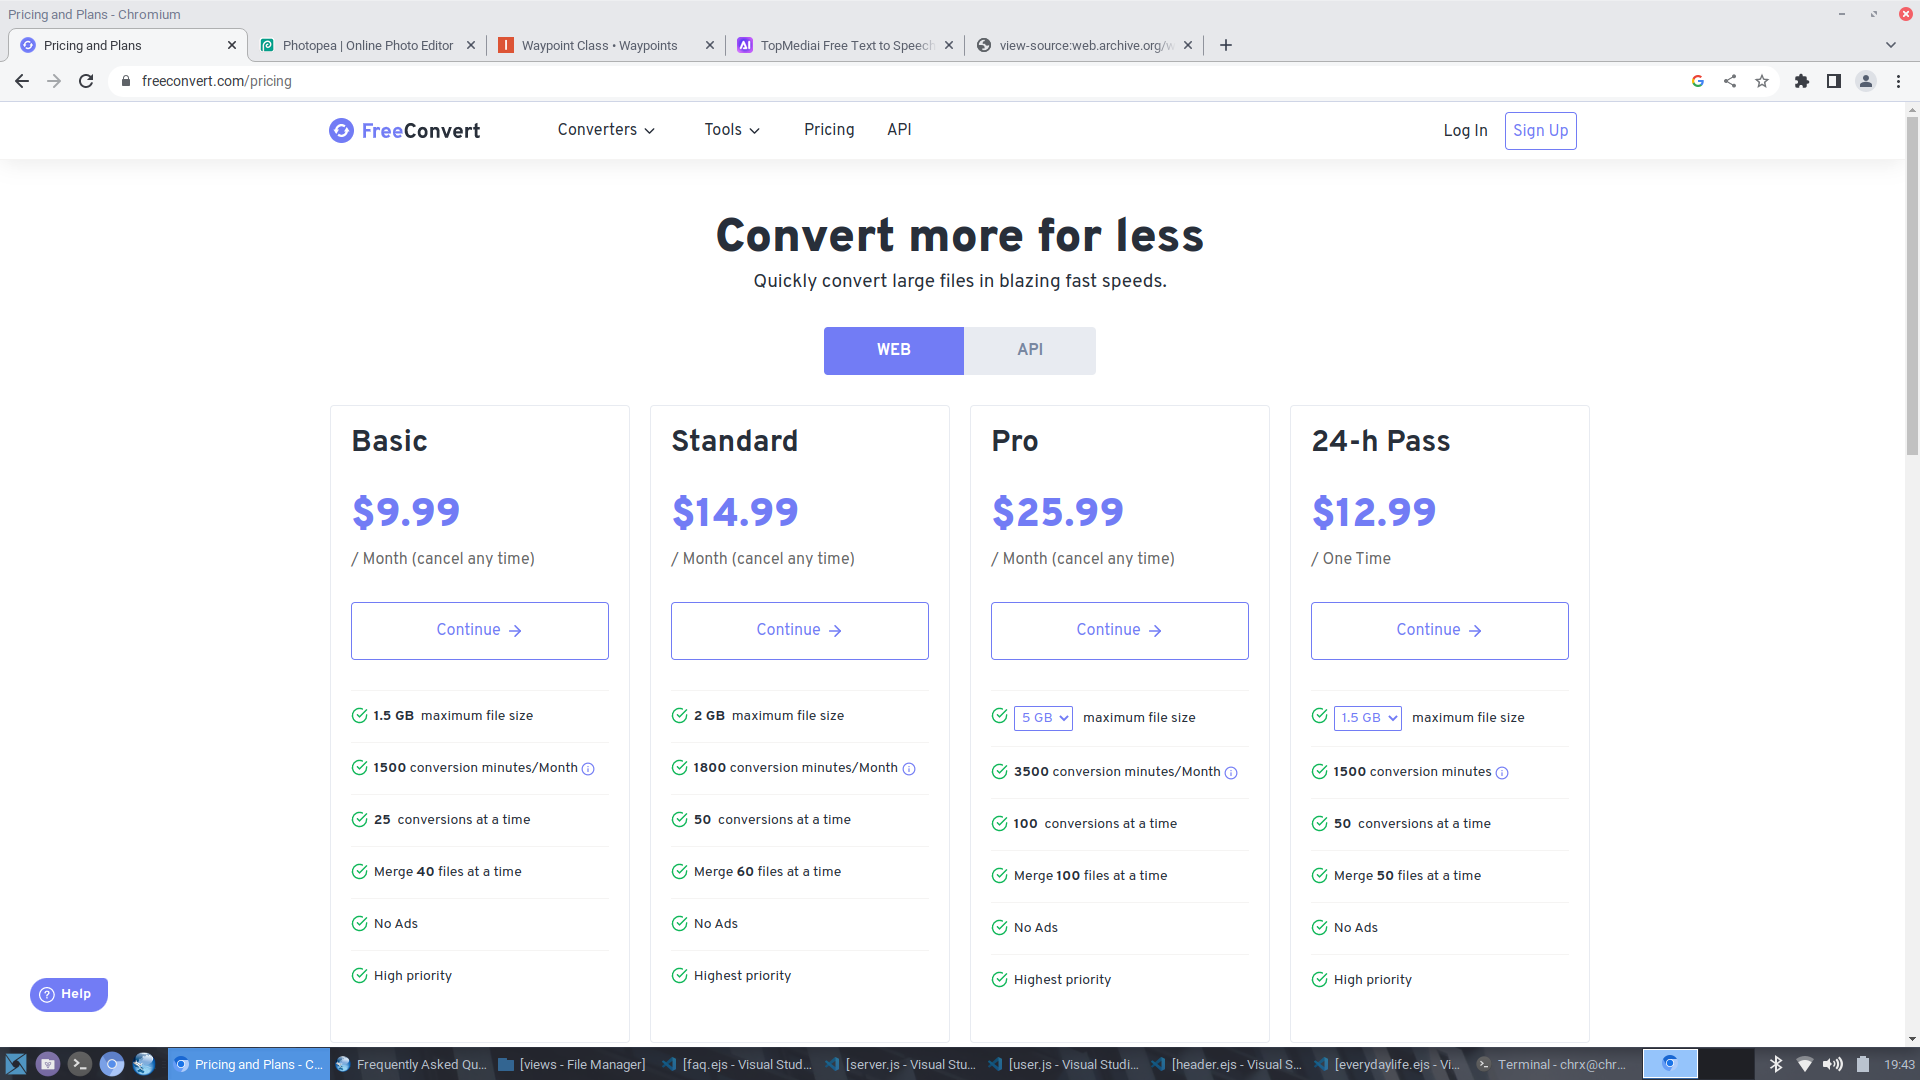 Pricing and Plans - Chromium
Pricing and Plans
Photopea | Online Photo Editor
Waypoint Class • Waypoints
TopMediai Free Text to Speech
view-source:web.archive.org/w
freeconvert.com/pricing
FreeConvert
Converters
Tools
Pricing
API
Log In
Sign Up
Convert more for less
Quickly convert large files in blazing fast speeds.
WEB
API
Basic
$9.99
/ Month (cancel any time)
Continue
1.5 GB maximum file size
1500 conversion minutes/Month
25 conversions at a time
Merge 40 files at a time
No Ads
High priority
Standard
$14.99
/ Month (cancel any time)
Continue
2 GB maximum file size
1800 conversion minutes/Month
50 conversions at a time
Merge 60 files at a time
No Ads
Highest priority
Pro
$25.99
/ Month (cancel any time)
Continue
5 GB maximum file size
3500 conversion minutes/Month
100 conversions at a time
Merge 100 files at a time
No Ads
Highest priority
24-h Pass
$12.99
/ One Time
Continue
1.5 GB maximum file size
1500 conversion minutes
50 conversions at a time
Merge 50 files at a time
No Ads
High priority
Help
Pricing and Plans - C...
Frequently Asked Qu...
[views - File Manager]
[faq.ejs - Visual Stud...
[server.js - Visual Stu...
[user.js - Visual Studi...
[header.ejs - Visual S...
[everydaylife.ejs - Vi...
Terminal - chrx@chr...
19:43